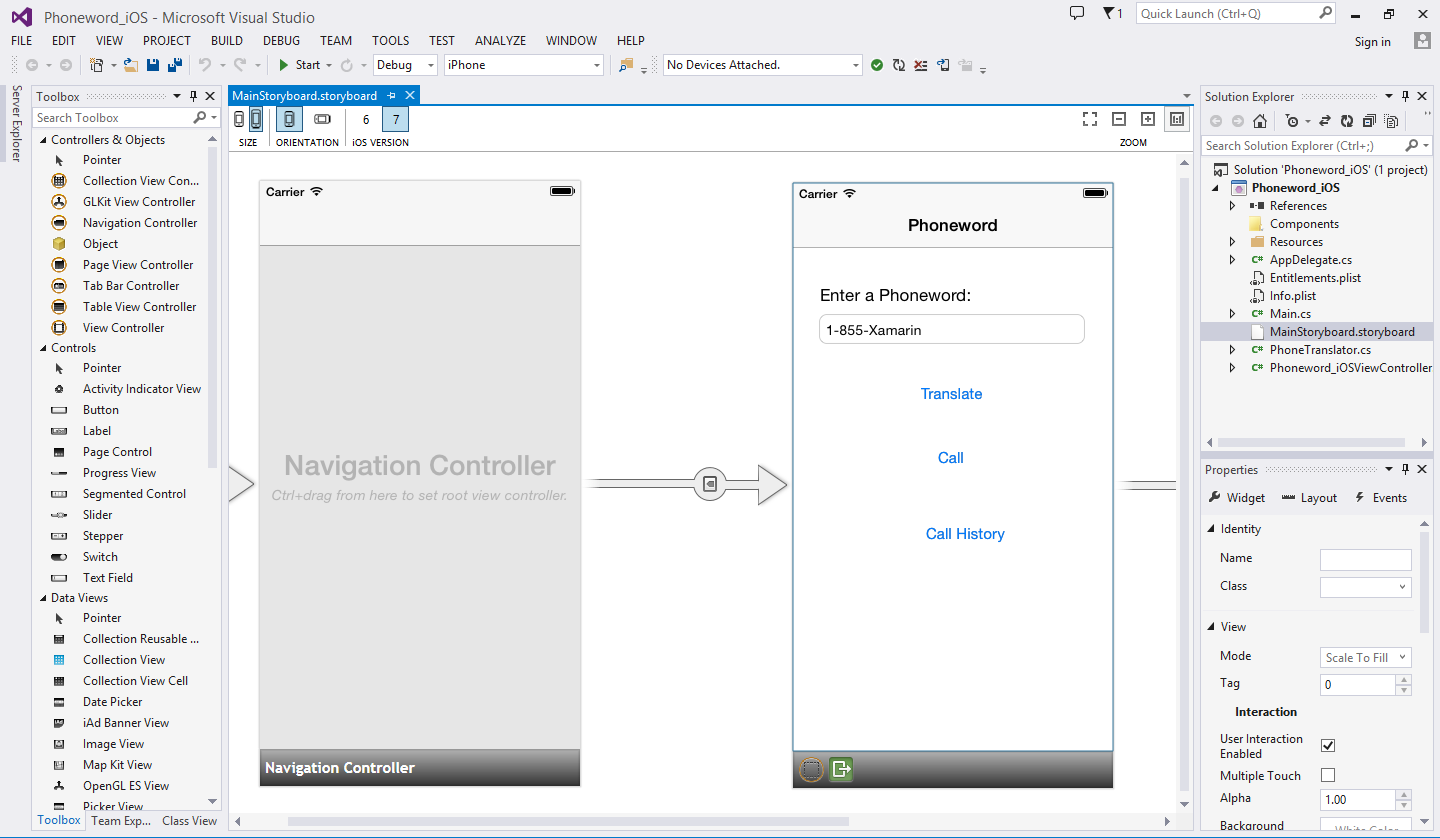 Phoneword_iOS - Microsoft Visual Studio
1
Quick Launch (Ctrl+Q)
FILE EDIT VIEW PROJECT BUILD DEBUG TEAM TOOLS TEST ANALYZE WINDOW HELP
Sign in
Start Debug iPhone No Devices Attached.
Server Explorer
Toolbox
Search Toolbox
Controllers & Objects
Pointer
Collection View Con...
GLKit View Controller
Navigation Controller
Object
Page View Controller
Tab Bar Controller
Table View Controller
View Controller
Controls
Pointer
Activity Indicator View
Button
Label
Page Control
Progress View
Segmented Control
Slider
Stepper
Switch
Text Field
Data Views
Pointer
Collection Reusable ...
Collection View
Collection View Cell
Date Picker
iAd Banner View
Image View
Map Kit View
OpenGL ES View
Picker View
Toolbox Team Exp... Class View
MainStoryboard.storyboard
6 7
SIZE ORIENTATION iOS VERSION ZOOM
Carrier
Navigation Controller
Ctrl+drag from here to set root view controller.
Navigation Controller
Carrier
Phoneword
Enter a Phoneword:
1-855-Xamarin
Translate
Call
Call History
Solution Explorer
Search Solution Explorer (Ctrl+;)
Solution 'Phoneword_iOS' (1 project)
Phoneword_iOS
References
Components
Resources
C# AppDelegate.cs
Entitlements.plist
Info.plist
C# Main.cs
MainStoryboard.storyboard
C# PhoneTranslator.cs
C# Phoneword_iOSViewController
Properties
Widget Layout Events
Identity
Name
Class
View
Mode Scale To Fill
Tag 0
Interaction
User Interaction
Enabled
Multiple Touch
Alpha 1.00
Background White Color